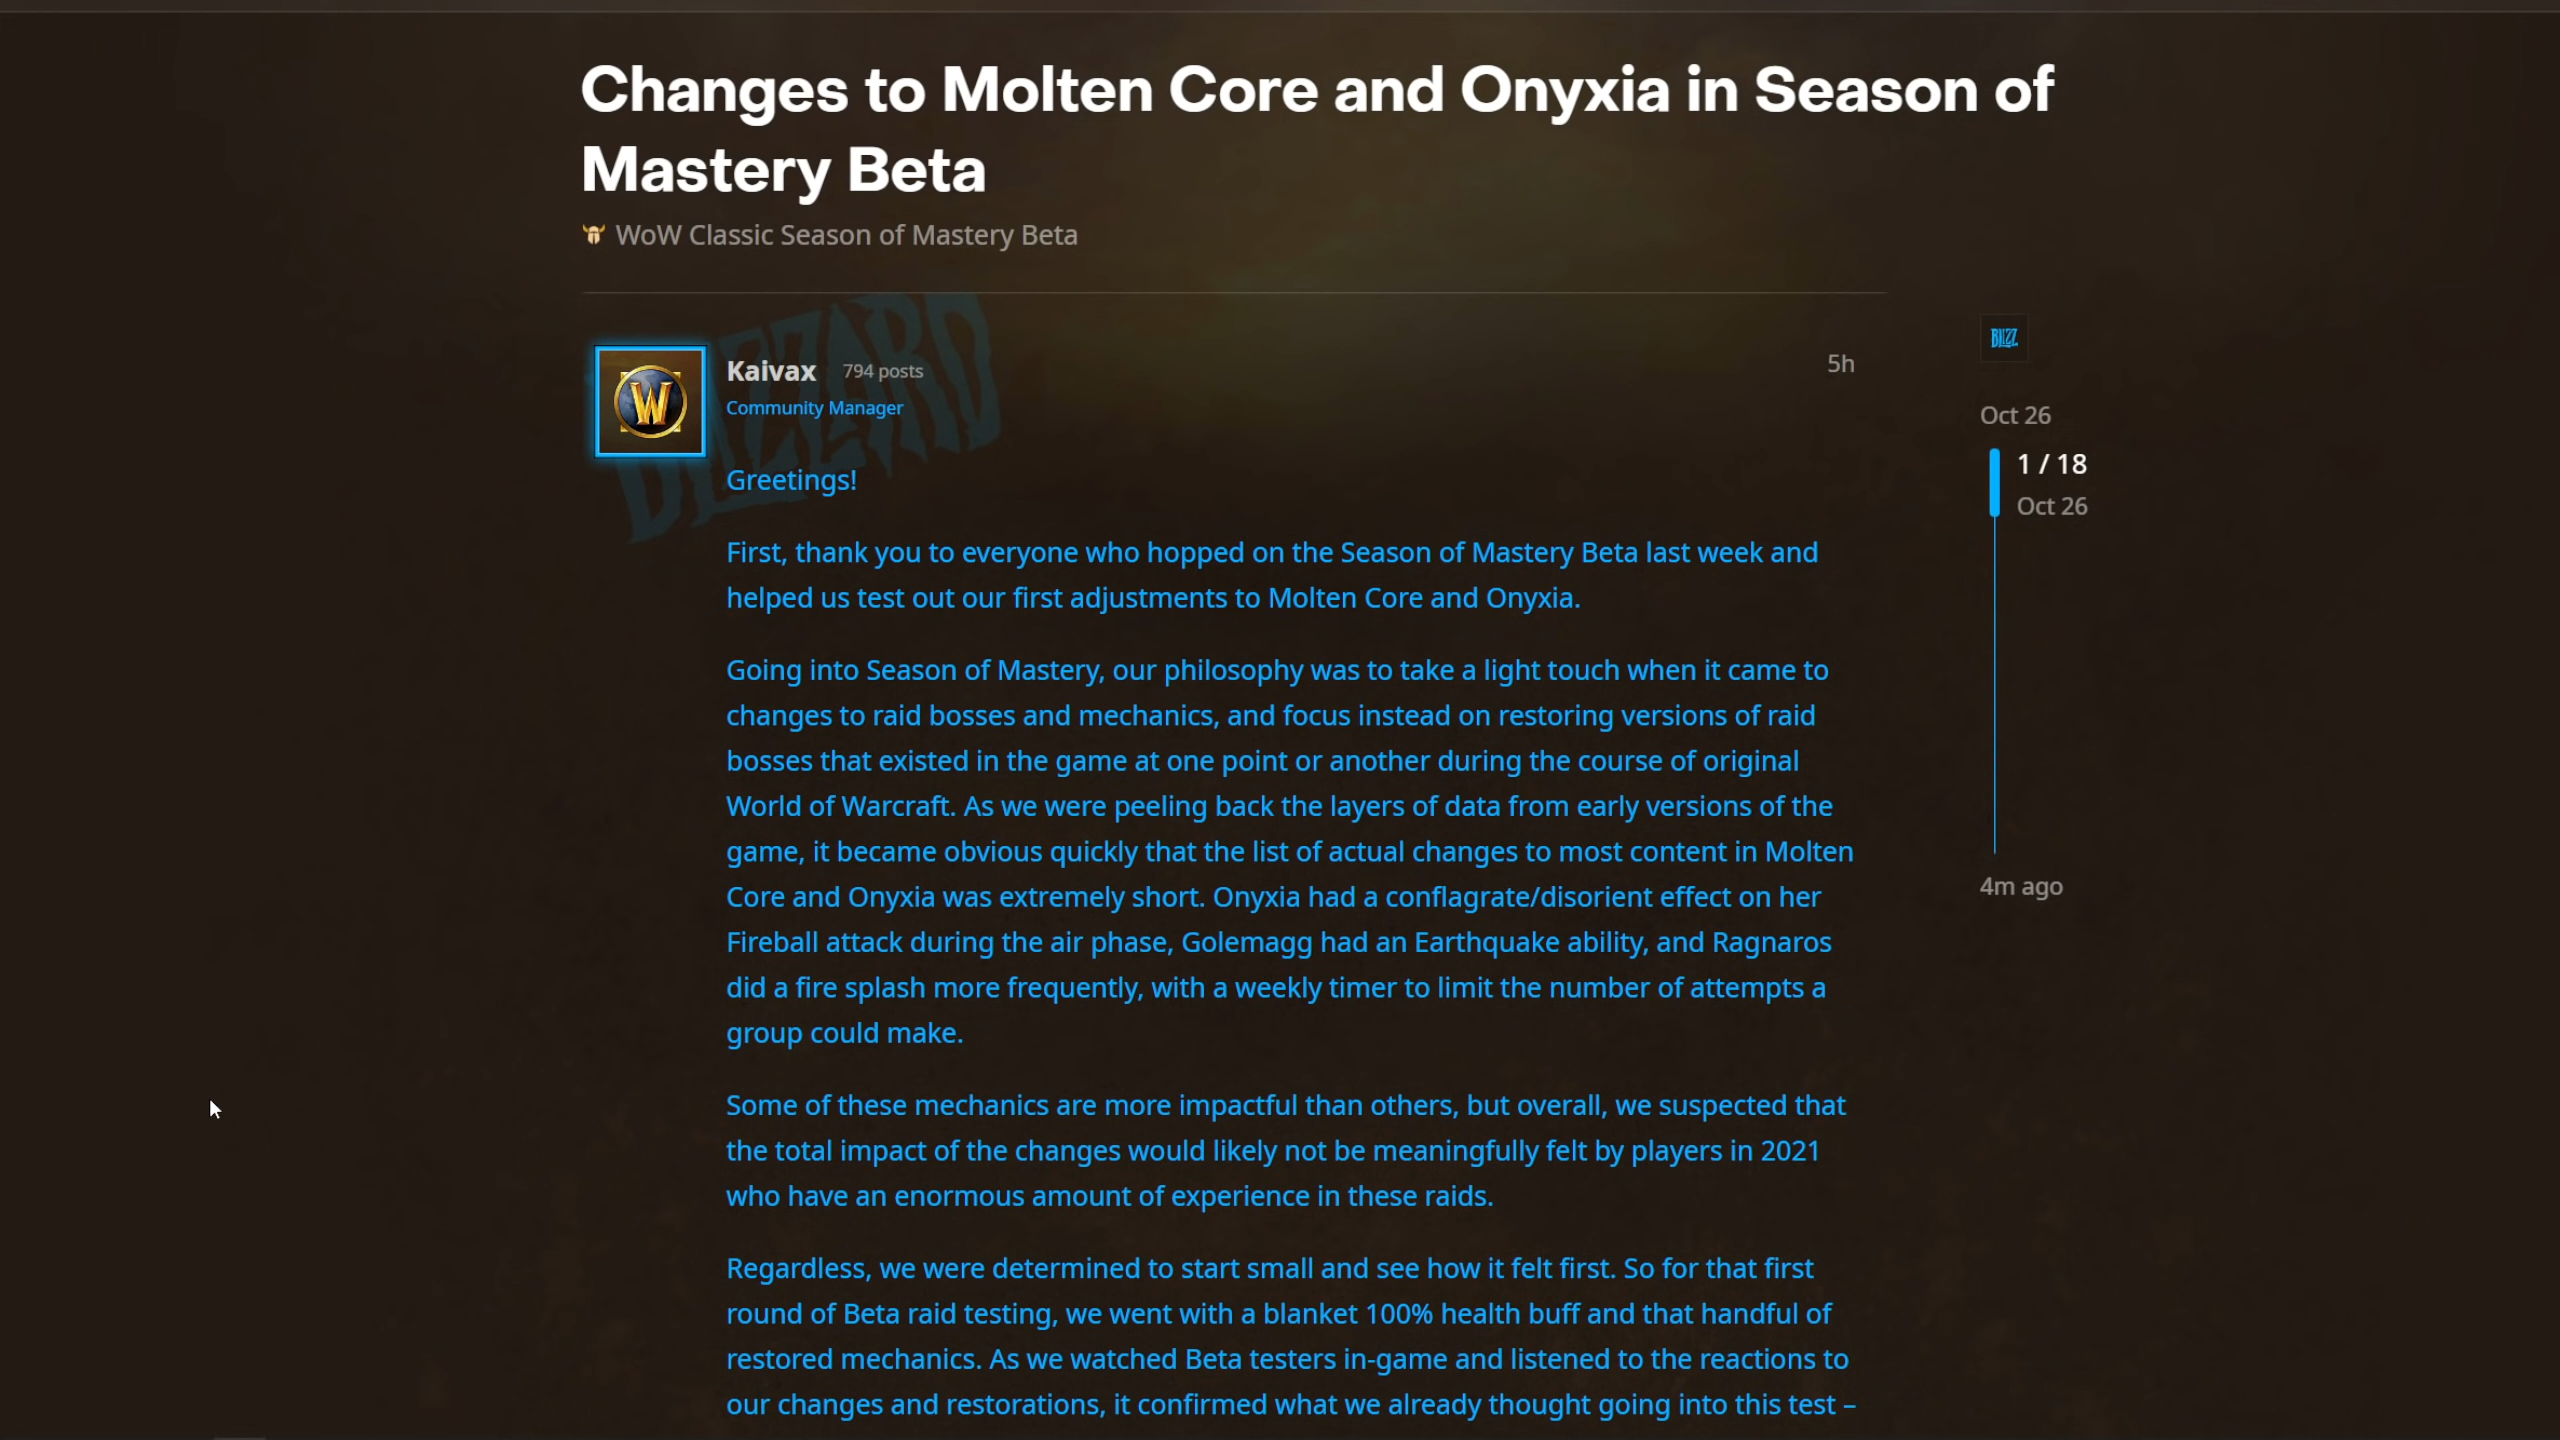 Changes to Molten Core and Onyxia in Season of
Mastery Beta
WoW Classic Season of Mastery Beta
BLIZZARD
W
Kaivax 794 posts 5h
Community Manager
BLIZZ
Oct 26
1 / 18
Oct 26
4m ago
Greetings!
First, thank you to everyone who hopped on the Season of Mastery Beta last week and
helped us test out our first adjustments to Molten Core and Onyxia.
Going into Season of Mastery, our philosophy was to take a light touch when it came to
changes to raid bosses and mechanics, and focus instead on restoring versions of raid
bosses that existed in the game at one point or another during the course of original
World of Warcraft. As we were peeling back the layers of data from early versions of the
game, it became obvious quickly that the list of actual changes to most content in Molten
Core and Onyxia was extremely short. Onyxia had a conflagrate/disorient effect on her
Fireball attack during the air phase, Golemagg had an Earthquake ability, and Ragnaros
did a fire splash more frequently, with a weekly timer to limit the number of attempts a
group could make.
Some of these mechanics are more impactful than others, but overall, we suspected that
the total impact of the changes would likely not be meaningfully felt by players in 2021
who have an enormous amount of experience in these raids.
Regardless, we were determined to start small and see how it felt first. So for that first
round of Beta raid testing, we went with a blanket 100% health buff and that handful of
restored mechanics. As we watched Beta testers in-game and listened to the reactions to
our changes and restorations, it confirmed what we already thought going into this test –